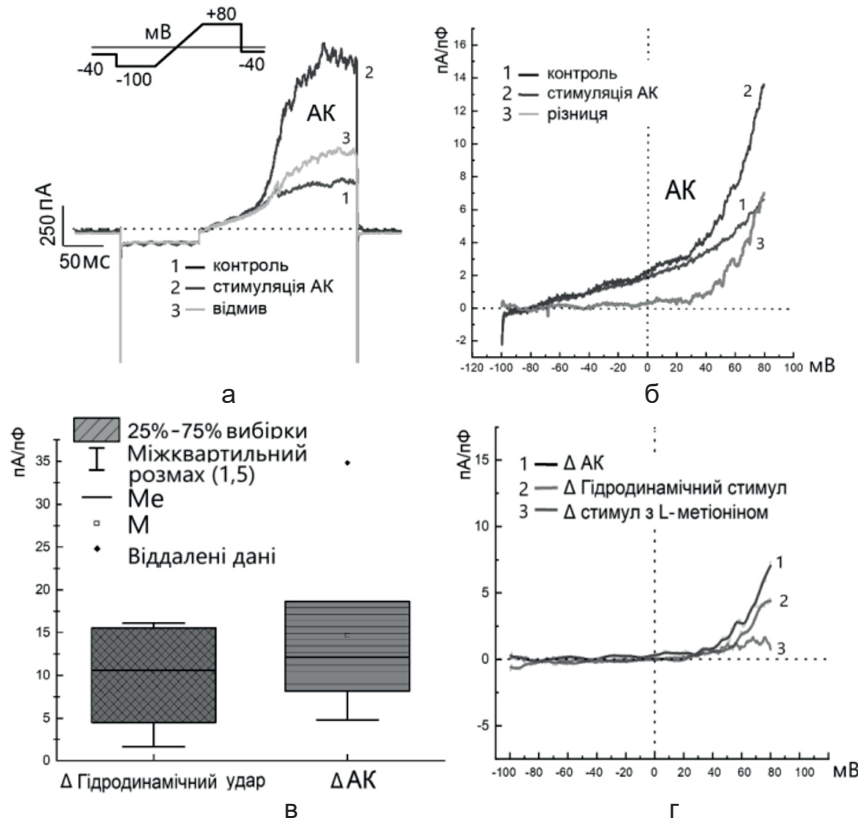 +80
мВ
-40
-100
-40
2
АК
3
1
250 пА
50 мс
1 — контроль
2 — стимуляція АК
3 — відмив
а
пА/пФ
16
14
12
10
8
6
4
2
0
-2
1 — контроль
2 — стимуляція АК
3 — різниця
АК
2
1
3
-120 -100 -80 -60 -40 -20 0 20 40 60 80 100 мВ
б
пА/пФ
35
30
25
20
15
10
5
0
25%-75% вибірки
Міжквартильний
розмах (1,5)
Ме
М
Віддалені дані
Δ Гідродинамічний удар
Δ АК
в
пА/пФ
15
10
5
0
-5
1 — Δ АК
2 — Δ Гідродинамічний стимул
3 — Δ стимул з L-метіоніном
1
2
3
-100 -80 -60 -40 -20 0 20 40 60 80 100 мВ
г